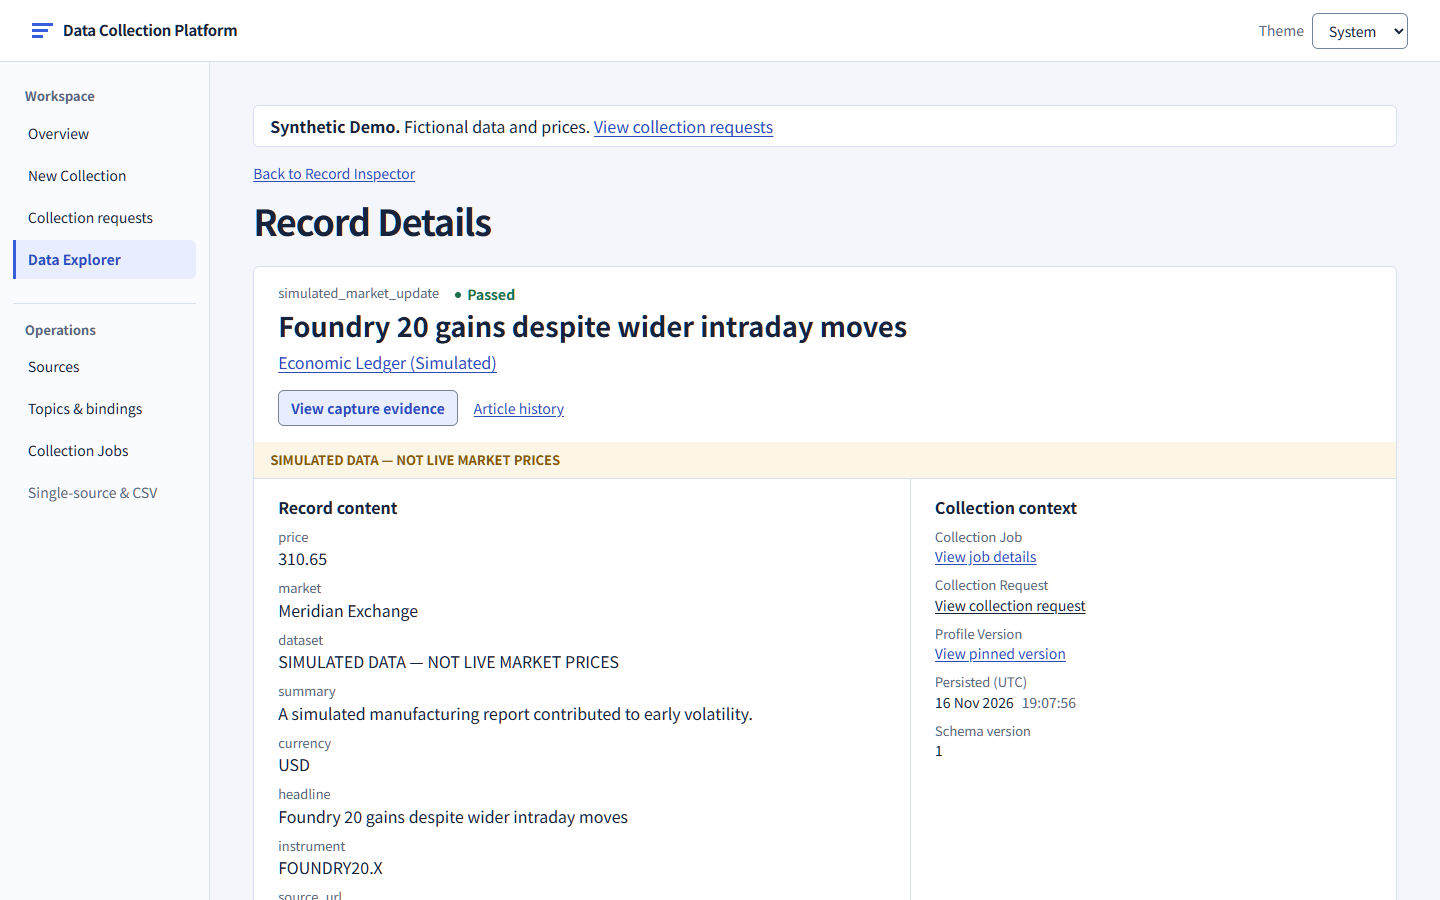 Data Collection Platform
Theme
System
Workspace
Overview
New Collection
Collection requests
Data Explorer
Operations
Sources
Topics & bindings
Collection Jobs
Single-source & CSV
Synthetic Demo. Fictional data and prices. View collection requests
Back to Record Inspector
Record Details
simulated_market_update
Passed
Foundry 20 gains despite wider intraday moves
Economic Ledger (Simulated)
View capture evidence
Article history
SIMULATED DATA — NOT LIVE MARKET PRICES
Record content
price
310.65
market
Meridian Exchange
dataset
SIMULATED DATA — NOT LIVE MARKET PRICES
summary
A simulated manufacturing report contributed to early volatility.
currency
USD
headline
Foundry 20 gains despite wider intraday moves
instrument
FOUNDRY20.X
source_url
Collection context
Collection Job
View job details
Collection Request
View collection request
Profile Version
View pinned version
Persisted (UTC)
16 Nov 2026 19:07:56
Schema version
1